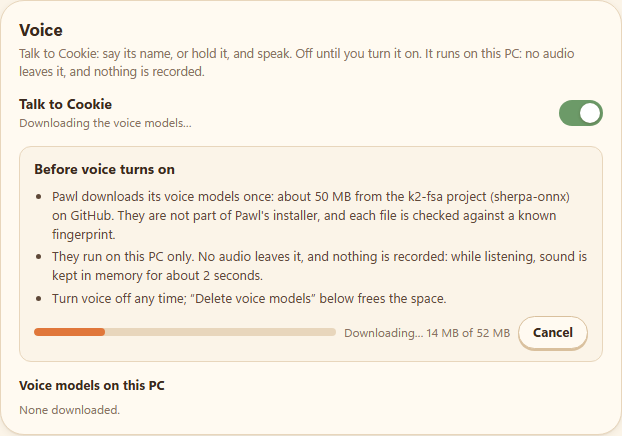 Voice
Talk to Cookie: say its name, or hold it, and speak. Off until you turn it on. It runs on this PC: no audio
leaves it, and nothing is recorded.
Talk to Cookie
Downloading the voice models...
Before voice turns on
• Pawl downloads its voice models once: about 50 MB from the k2-fsa project (sherpa-onnx)
on GitHub. They are not part of Pawl's installer, and each file is checked against a known
fingerprint.
• They run on this PC only. No audio leaves it, and nothing is recorded: while listening, sound is
kept in memory for about 2 seconds.
• Turn voice off any time; “Delete voice models” below frees the space.
Downloading... 14 MB of 52 MB
Cancel
Voice models on this PC
None downloaded.